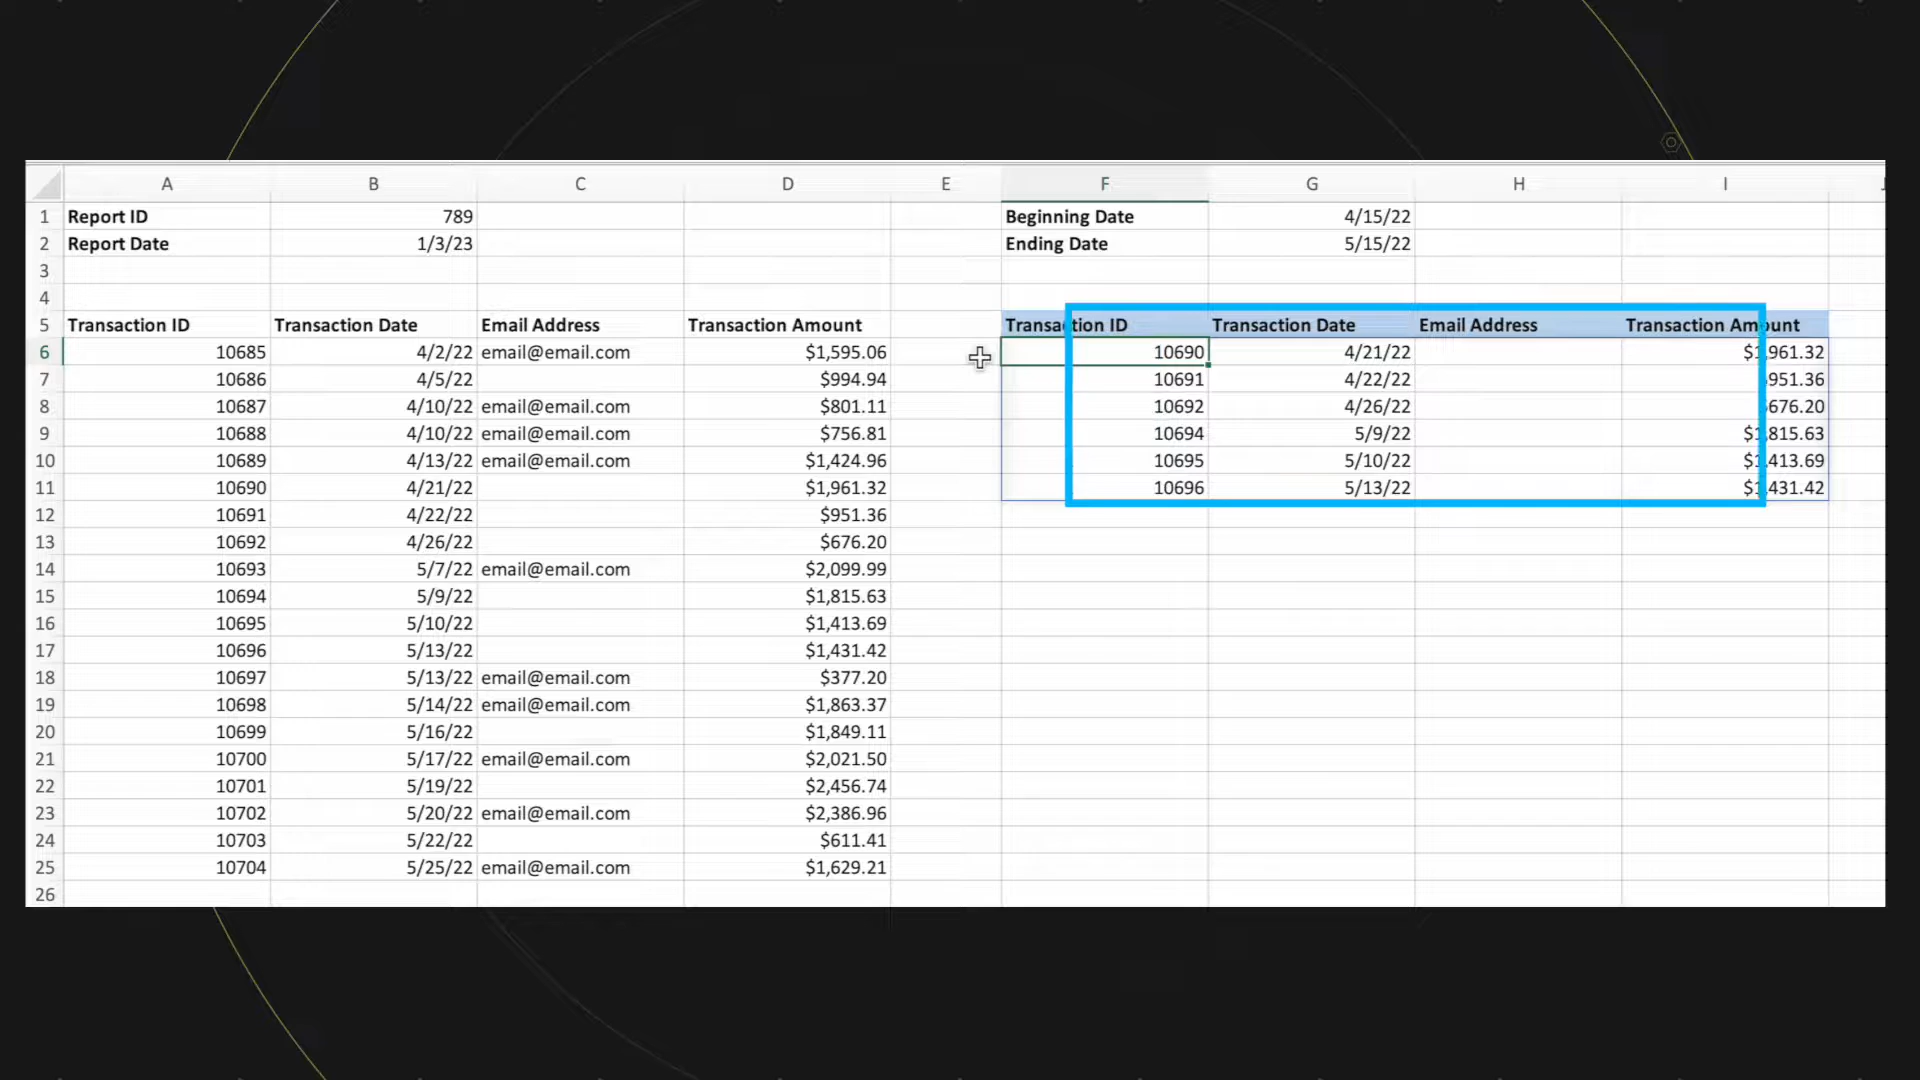 A B C D E F G H I J
1 Report ID 789 Beginning Date 4/15/22
2 Report Date 1/3/23 Ending Date 5/15/22
3
4
5 Transaction ID Transaction Date Email Address Transaction Amount Transaction ID Transaction Date Email Address Transaction Amount
6 10685 4/2/22 email@email.com $1,595.06 10690 4/21/22 $1,961.32
7 10686 4/5/22 $994.94 10691 4/22/22 $951.36
8 10687 4/10/22 email@email.com $801.11 10692 4/26/22 $676.20
9 10688 4/10/22 email@email.com $756.81 10694 5/9/22 $1,815.63
10 10689 4/13/22 email@email.com $1,424.96 10695 5/10/22 $1,413.69
11 10690 4/21/22 $1,961.32 10696 5/13/22 $1,431.42
12 10691 4/22/22 $951.36
13 10692 4/26/22 $676.20
14 10693 5/7/22 email@email.com $2,099.99
15 10694 5/9/22 $1,815.63
16 10695 5/10/22 $1,413.69
17 10696 5/13/22 $1,431.42
18 10697 5/13/22 email@email.com $377.20
19 10698 5/14/22 email@email.com $1,863.37
20 10699 5/16/22 $1,849.11
21 10700 5/17/22 email@email.com $2,021.50
22 10701 5/19/22 $2,456.74
23 10702 5/20/22 email@email.com $2,386.96
24 10703 5/22/22 $611.41
25 10704 5/25/22 email@email.com $1,629.21
26